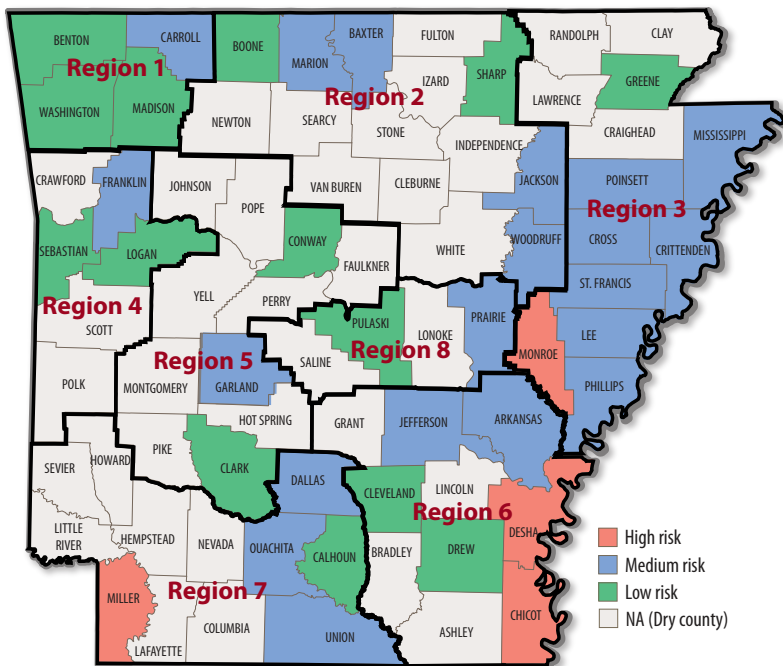 BENTON
CARROLL
BOONE
MARION
BAXTER
FULTON
SHARP
RANDOLPH
CLAY
Region 1
Region 2
IZARD
GREENE
WASHINGTON
MADISON
LAWRENCE
NEWTON
SEARCY
STONE
INDEPENDENCE
CRAIGHEAD
MISSISSIPPI
CRAWFORD
FRANKLIN
JOHNSON
POPE
VAN BUREN
CLEBURNE
JACKSON
POINSETT
Region 3
SEBASTIAN
LOGAN
CONWAY
FAULKNER
WHITE
WOODRUFF
CROSS
CRITTENDEN
ST. FRANCIS
YELL
PERRY
Region 4
SCOTT
PULASKI
LONOKE
PRAIRIE
MONROE
LEE
Region 5
SALINE
Region 8
POLK
MONTGOMERY
GARLAND
PHILLIPS
HOT SPRING
GRANT
JEFFERSON
ARKANSAS
PIKE
CLARK
SEVIER
HOWARD
DALLAS
CLEVELAND
LINCOLN
Region 6
DESHA
LITTLE
RIVER
HEMPSTEAD
NEVADA
OUACHITA
CALHOUN
BRADLEY
DREW
Region 7
MILLER
LAFAYETTE
COLUMBIA
UNION
ASHLEY
CHICOT
High risk
Medium risk
Low risk
NA (Dry county)